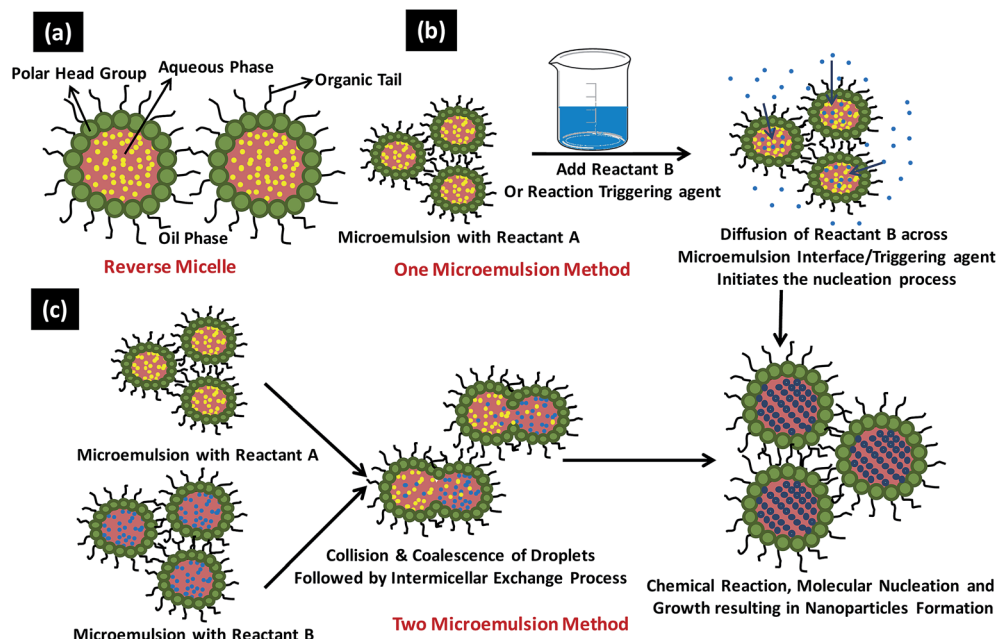 (a)
Polar Head Group
Aqueous Phase
Organic Tail
Oil Phase
Reverse Micelle
(b)
Microemulsion with Reactant A
Add Reactant B
Or Reaction Triggering agent
One Microemulsion Method
Diffusion of Reactant B across
Microemulsion Interface/Triggering agent
Initiates the nucleation process
(c)
Microemulsion with Reactant A
Microemulsion with Reactant B
Collision & Coalescence of Droplets
Followed by Intermicellar Exchange Process
Two Microemulsion Method
Chemical Reaction, Molecular Nucleation and
Growth resulting in Nanoparticles Formation